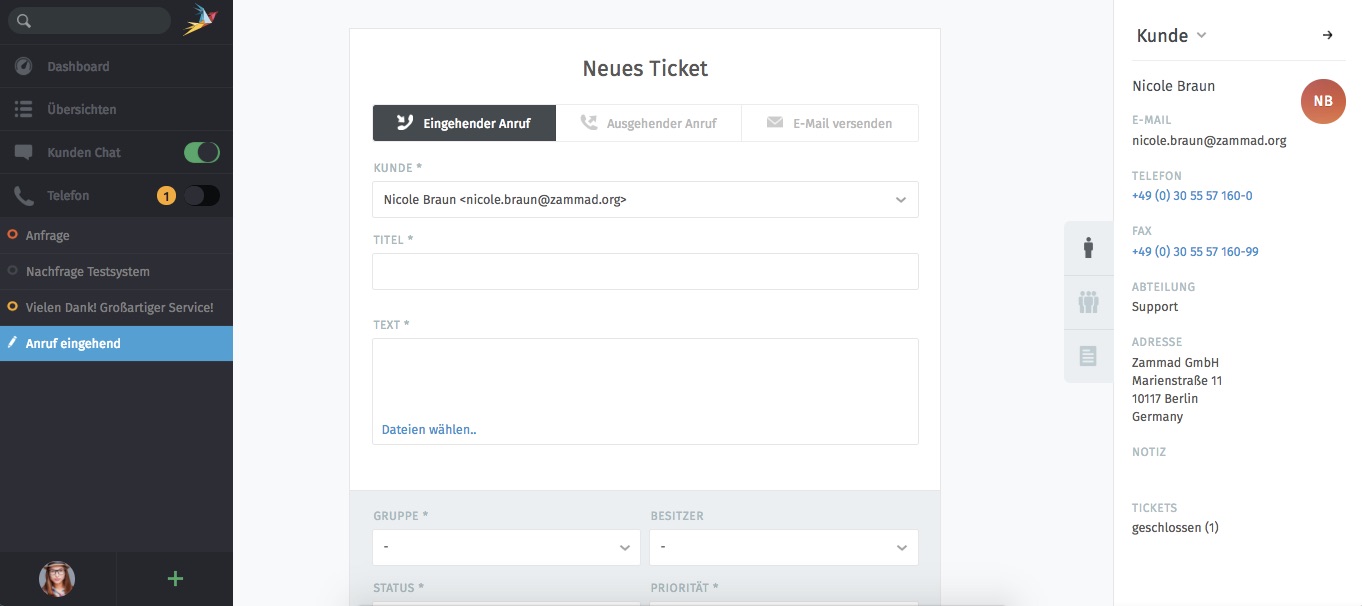 Dashboard
Übersichten
Kunden Chat
Telefon 1
Anfrage
Nachfrage Testsystem
Vielen Dank! Großartiger Service!
Anruf eingehend
Neues Ticket
Eingehender Anruf Ausgehender Anruf E-Mail versenden
KUNDE *
Nicole Braun <nicole.braun@zammad.org>
TITEL *
TEXT *
Dateien wählen..
GRUPPE * BESITZER
- -
STATUS * PRIORITÄT *
Kunde
Nicole Braun
NB
E-MAIL
nicole.braun@zammad.org
TELEFON
+49 (0) 30 55 57 160-0
FAX
+49 (0) 30 55 57 160-99
ABTEILUNG
Support
ADRESSE
Zammad GmbH
Marienstraße 11
10117 Berlin
Germany
NOTIZ
TICKETS
geschlossen (1)